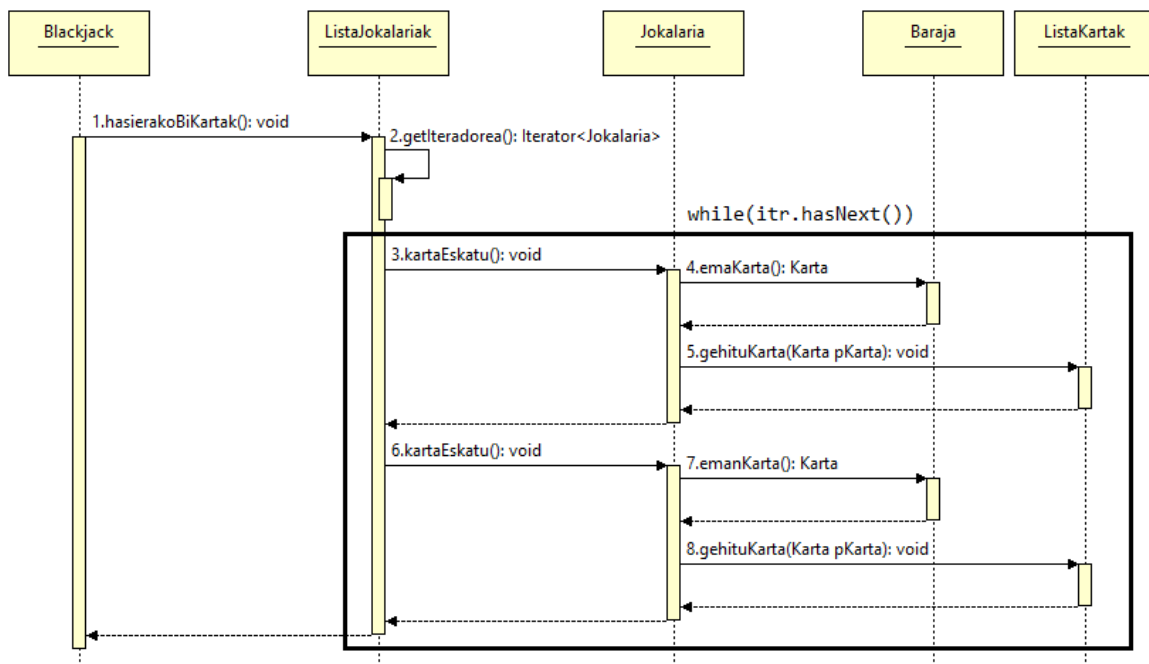 Blackjack
ListaJokalariak
Jokalaria
Baraja
ListaKartak
1.hasierakoBiKartak(): void
2.getIteradorea(): Iterator<Jokalaria>
while(itr.hasNext())
3.kartaEskatu(): void
4.emaKarta(): Karta
5.gehituKarta(Karta pKarta): void
6.kartaEskatu(): void
7.emanKarta(): Karta
8.gehituKarta(Karta pKarta): void